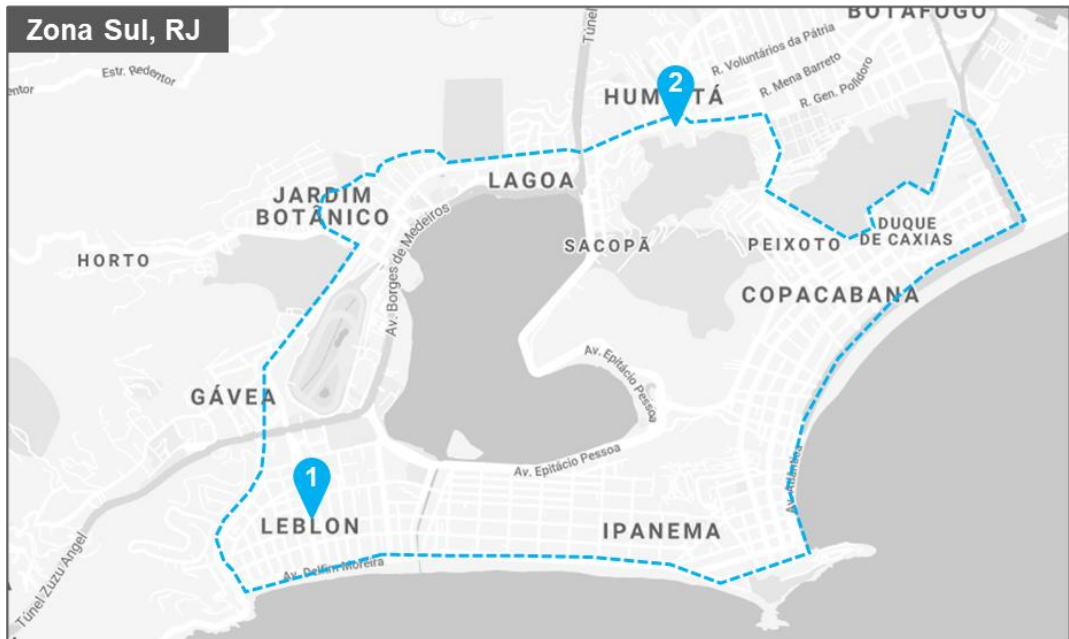 Zona Sul, RJ
BOTAFOGO
Túnel
R. Voluntários da Pátria
Estr. Redentor
R. Mena Barreto
entor
2
R. Gen. Polidoro
LAGOA
JARDIM
BOTÂNICO
Av. Borges de Medeiros
DUQUE
DE CAXIAS
PEIXOTO
SACOPÃ
HORTO
COPACABANA
Av. Epitácio Pessoa
GÁVEA
Av. Epitácio Pessoa
1
Av. Atlântica
LEBLON
IPANEMA
Av. Delfim Moreira
Túnel Zuzu Angel